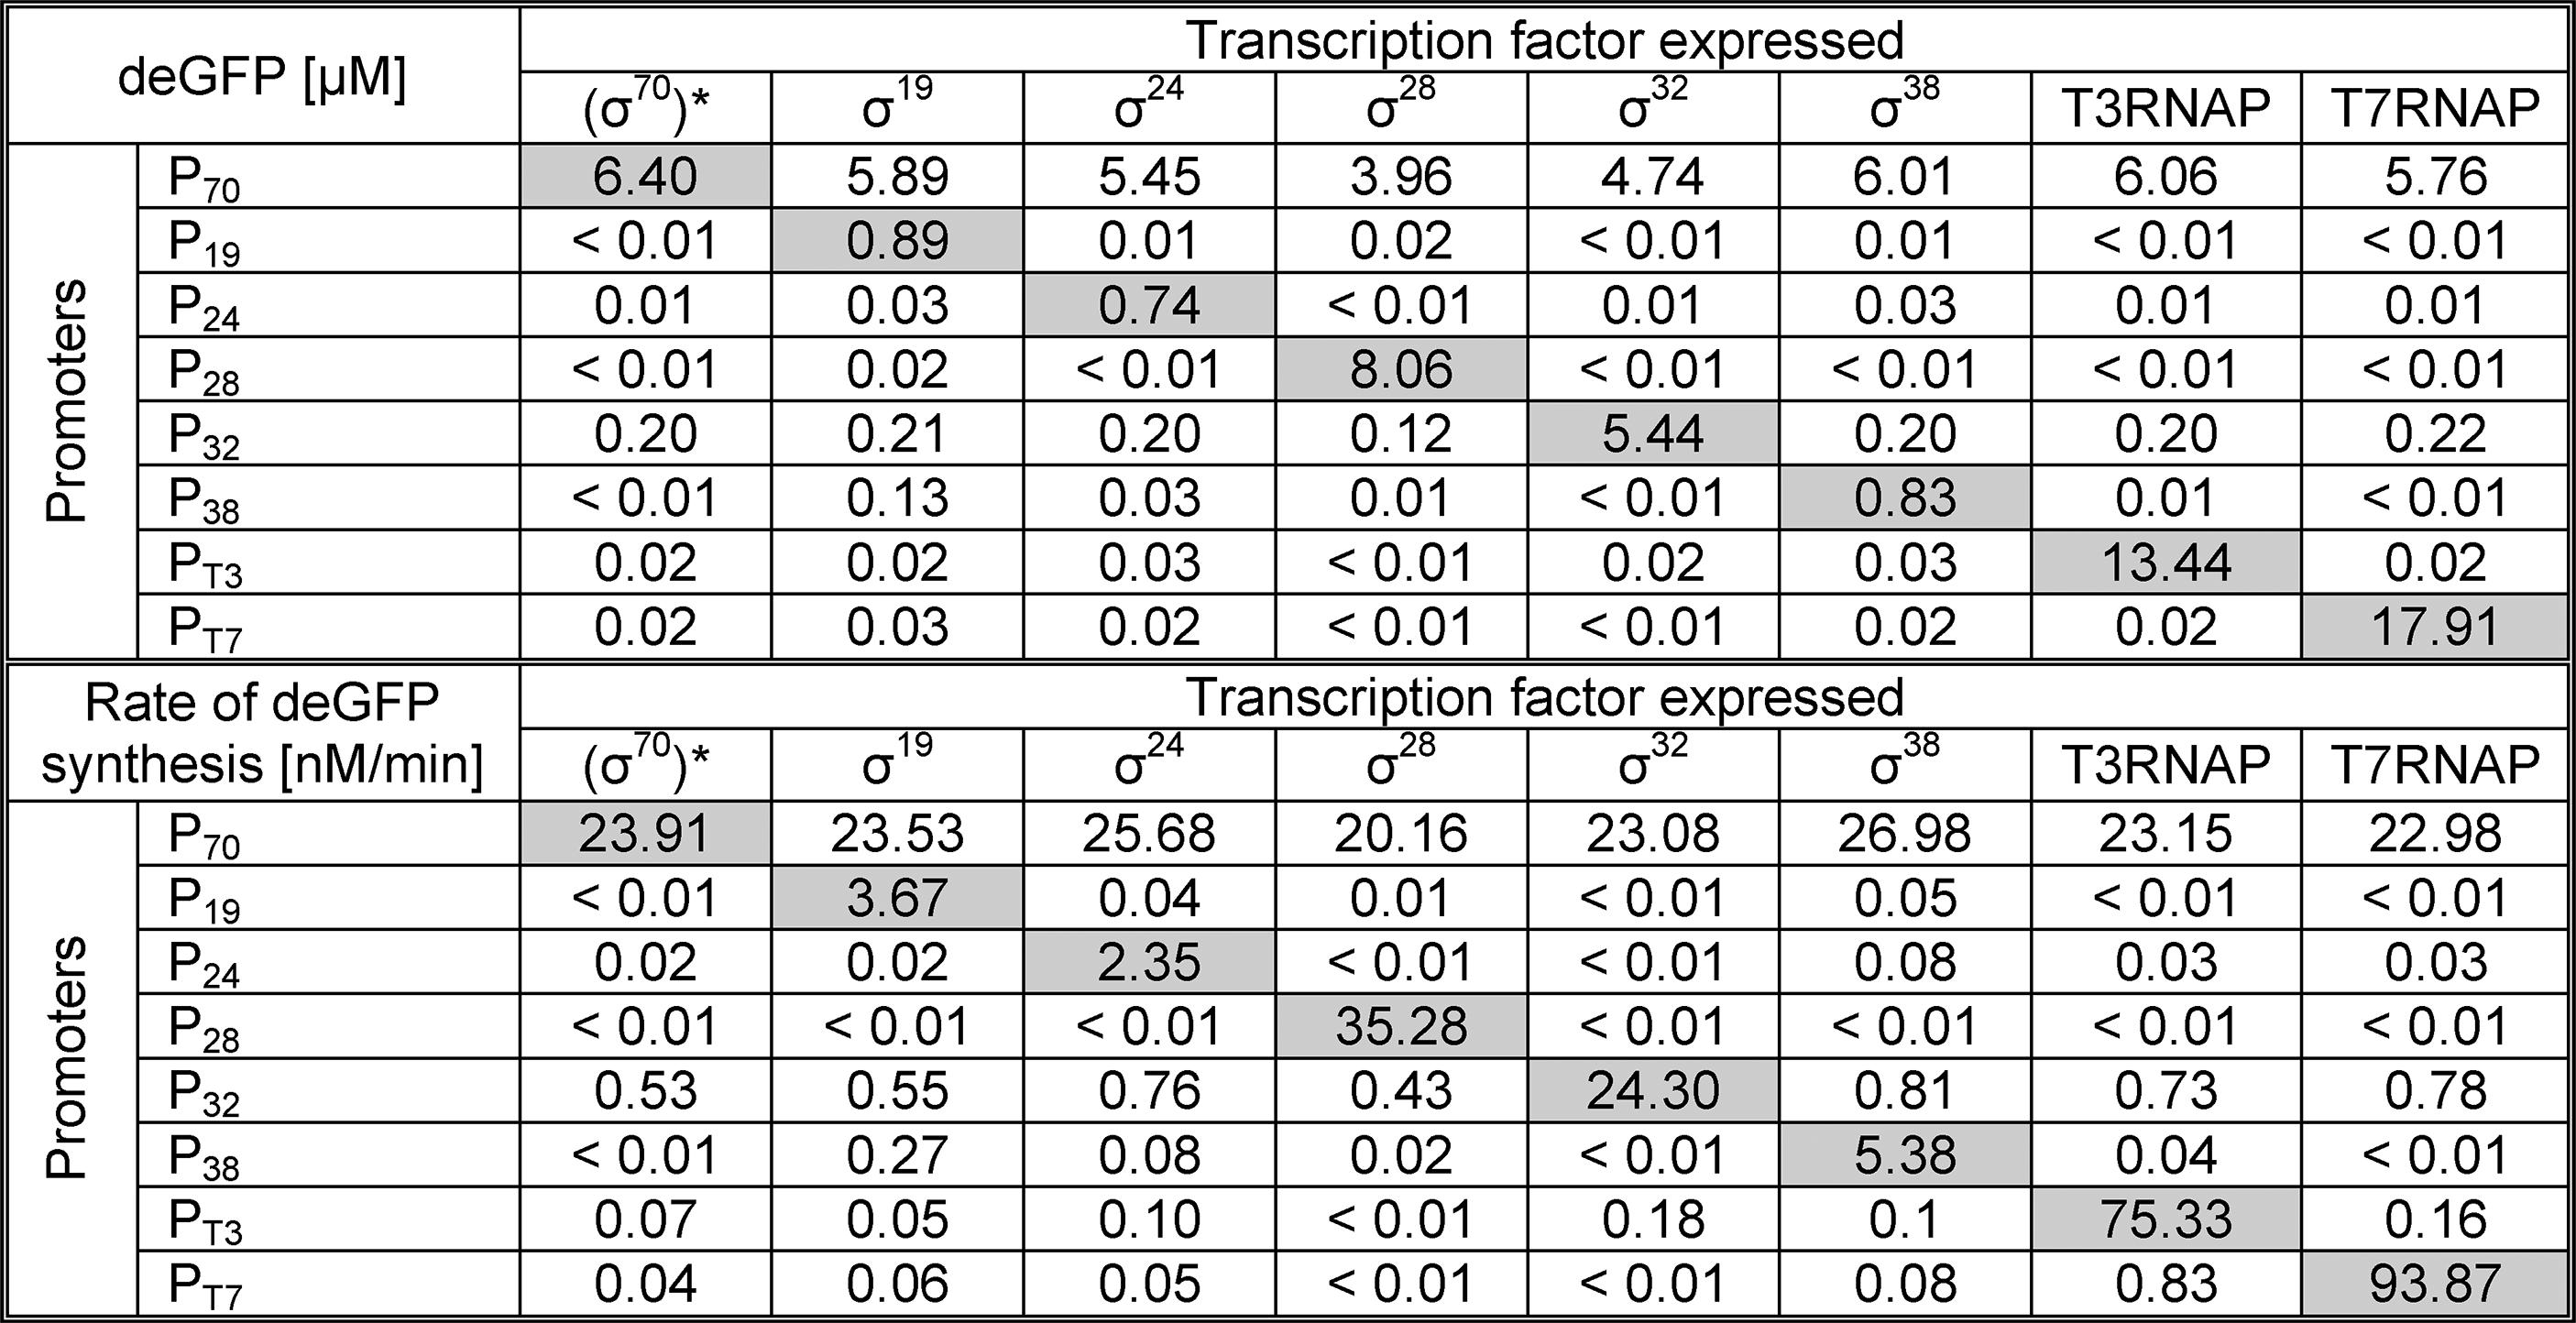 deGFP [µM] Transcription factor expressed
(σ⁷⁰)* σ¹⁹ σ²⁴ σ²⁸ σ³² σ³⁸ T3RNAP T7RNAP
Promoters
P₇₀ 6.40 5.89 5.45 3.96 4.74 6.01 6.06 5.76
P₁₉ < 0.01 0.89 0.01 0.02 < 0.01 0.01 < 0.01 < 0.01
P₂₄ 0.01 0.03 0.74 < 0.01 0.01 0.03 0.01 0.01
P₂₈ < 0.01 0.02 < 0.01 8.06 < 0.01 < 0.01 < 0.01 < 0.01
P₃₂ 0.20 0.21 0.20 0.12 5.44 0.20 0.20 0.22
P₃₈ < 0.01 0.13 0.03 0.01 < 0.01 0.83 0.01 < 0.01
PT3 0.02 0.02 0.03 < 0.01 0.02 0.03 13.44 0.02
PT7 0.02 0.03 0.02 < 0.01 < 0.01 0.02 0.02 17.91
Rate of deGFP
synthesis [nM/min]
Transcription factor expressed
(σ⁷⁰)* σ¹⁹ σ²⁴ σ²⁸ σ³² σ³⁸ T3RNAP T7RNAP
Promoters
P₇₀ 23.91 23.53 25.68 20.16 23.08 26.98 23.15 22.98
P₁₉ < 0.01 3.67 0.04 0.01 < 0.01 0.05 < 0.01 < 0.01
P₂₄ 0.02 0.02 2.35 < 0.01 < 0.01 0.08 0.03 0.03
P₂₈ < 0.01 < 0.01 < 0.01 35.28 < 0.01 < 0.01 < 0.01 < 0.01
P₃₂ 0.53 0.55 0.76 0.43 24.30 0.81 0.73 0.78
P₃₈ < 0.01 0.27 0.08 0.02 < 0.01 5.38 0.04 < 0.01
PT3 0.07 0.05 0.10 < 0.01 0.18 0.1 75.33 0.16
PT7 0.04 0.06 0.05 < 0.01 < 0.01 0.08 0.83 93.87